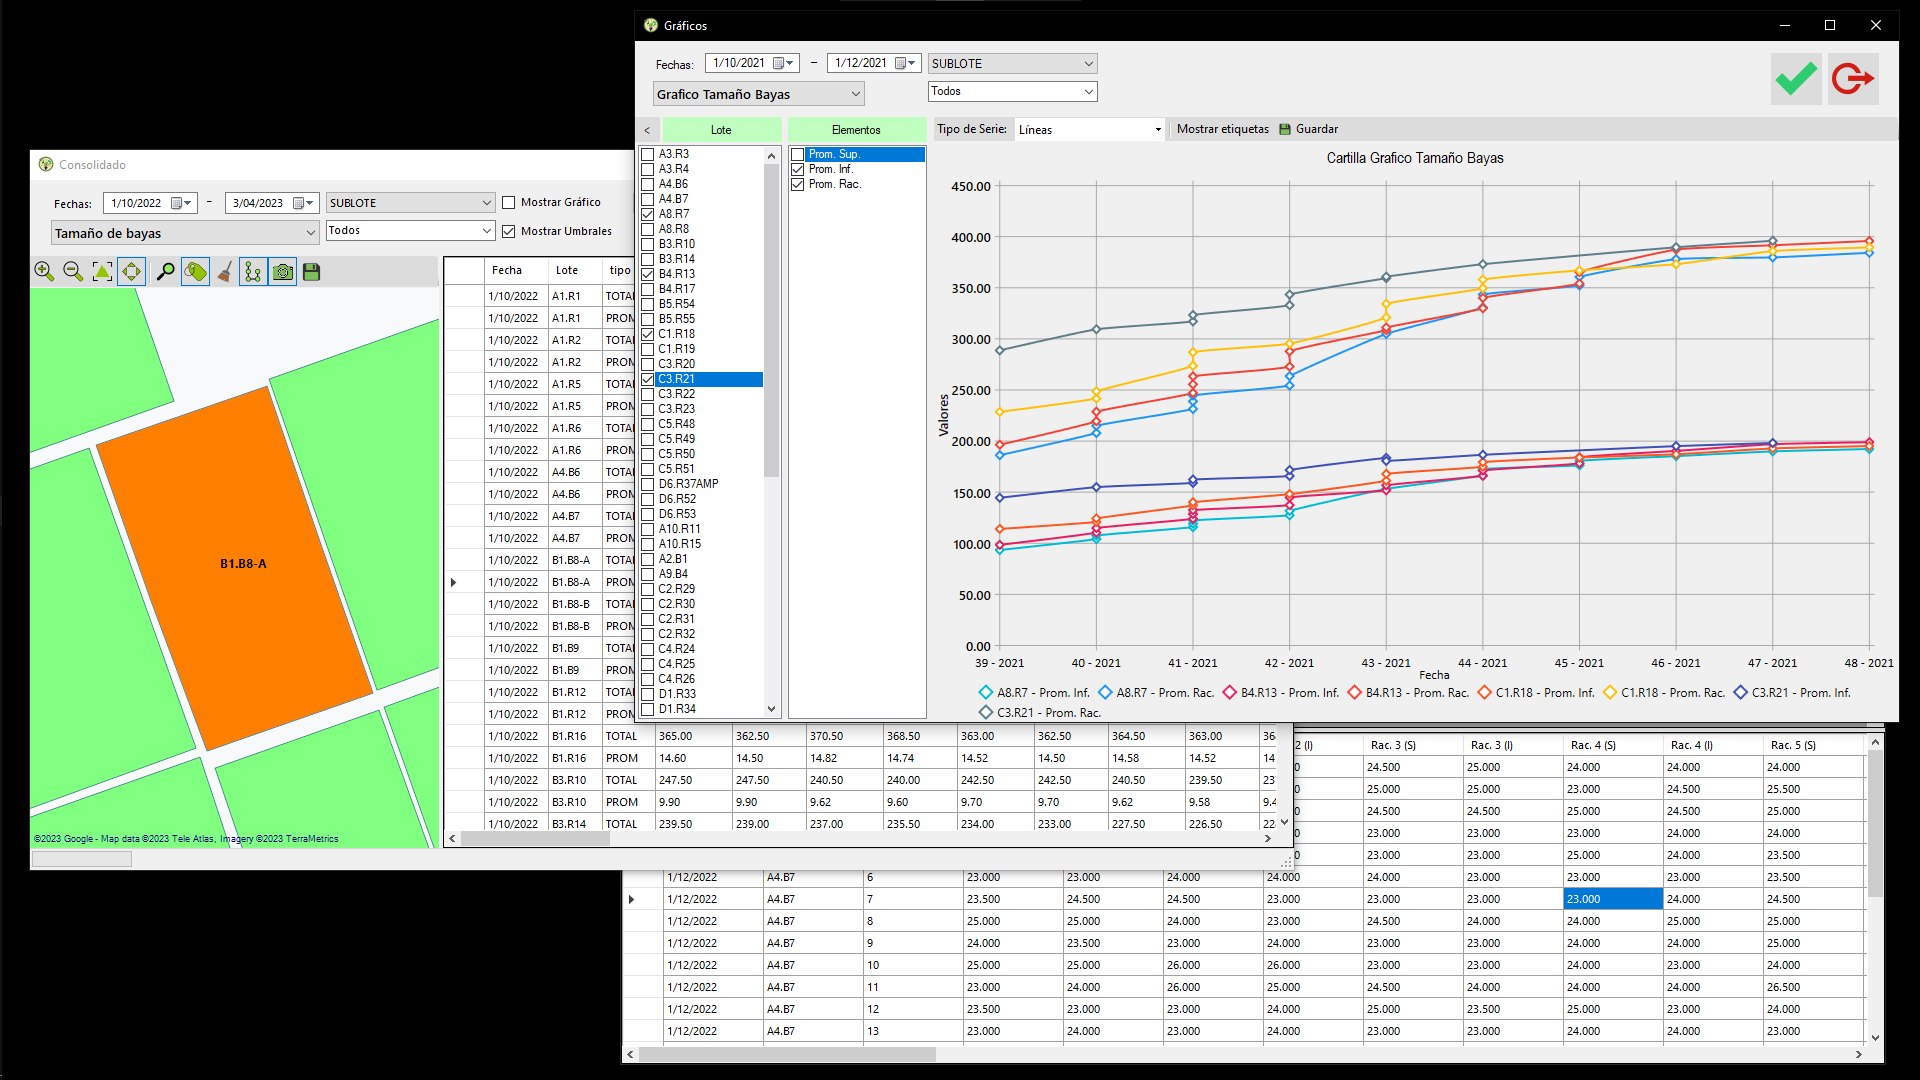 Gráficos
Fechas: 1/10/2021 – 1/12/2021 SUBLOTE
Grafico Tamaño Bayas Todos
< Lote Elementos Tipo de Serie: Líneas Mostrar etiquetas Guardar
A3.R3
A3.R4
A4.B6
A4.B7
A8.R7
A8.R8
B3.R10
B3.R14
B4.R13
B4.R17
B5.R54
B5.R55
C1.R18
C1.R19
C3.R20
C3.R21
C3.R22
C3.R23
C5.R48
C5.R49
C5.R50
C5.R51
D6.R37AMP
D6.R52
D6.R53
A10.R11
A10.R15
A2.B1
A9.B4
C2.R29
C2.R30
C2.R31
C2.R32
C4.R24
C4.R25
C4.R26
D1.R33
D1.R34
Prom. Sup.
Prom. Inf.
Prom. Rac.
Cartilla Grafico Tamaño Bayas
Valores
450.00
400.00
350.00
300.00
250.00
200.00
150.00
100.00
50.00
0.00
39 - 2021 40 - 2021 41 - 2021 42 - 2021 43 - 2021 44 - 2021 45 - 2021 46 - 2021 47 - 2021 48 - 2021
Fecha
A8.R7 - Prom. Inf. A8.R7 - Prom. Rac. B4.R13 - Prom. Inf. B4.R13 - Prom. Rac. C1.R18 - Prom. Inf. C1.R18 - Prom. Rac. C3.R21 - Prom. Inf.
C3.R21 - Prom. Rac.
Consolidado
Fechas: 1/10/2022 – 3/04/2023 SUBLOTE Mostrar Gráfico
Tamaño de bayas Todos Mostrar Umbrales
B1.B8-A
©2023 Google - Map data ©2023 Tele Atlas, Imagery ©2023 TerraMetrics
Fecha Lote tipo
1/10/2022 A1.R1 TOTAL
1/10/2022 A1.R1 PROM
1/10/2022 A1.R2 TOTAL
1/10/2022 A1.R2 PROM
1/10/2022 A1.R5 TOTAL
1/10/2022 A1.R5 PROM
1/10/2022 A1.R6 TOTAL
1/10/2022 A1.R6 PROM
1/10/2022 A4.B6 TOTAL
1/10/2022 A4.B6 PROM
1/10/2022 A4.B7 TOTAL
1/10/2022 A4.B7 PROM
1/10/2022 B1.B8-A TOTAL
1/10/2022 B1.B8-A PROM
1/10/2022 B1.B8-B TOTAL
1/10/2022 B1.B8-B PROM
1/10/2022 B1.B9 TOTAL
1/10/2022 B1.B9 PROM
1/10/2022 B1.R12 TOTAL
1/10/2022 B1.R12 PROM
1/10/2022 B1.R16 TOTAL 365.00 362.50 370.50 368.50 363.00 362.50 364.50 363.00 36
1/10/2022 B1.R16 PROM 14.60 14.50 14.82 14.74 14.52 14.50 14.58 14.52 14
1/10/2022 B3.R10 TOTAL 247.50 247.50 240.50 240.00 242.50 242.50 240.50 239.50 23
1/10/2022 B3.R10 PROM 9.90 9.90 9.62 9.60 9.70 9.70 9.62 9.58 9.4
1/10/2022 B3.R14 TOTAL 239.50 239.00 237.00 235.50 234.00 233.00 227.50 226.50 22
2 (I) Rac. 3 (S) Rac. 3 (I) Rac. 4 (S) Rac. 4 (I) Rac. 5 (S)
0 24.500 25.000 24.000 24.000 24.000
0 25.000 25.000 23.000 24.500 25.500
0 24.500 24.500 25.000 24.000 25.000
0 23.000 23.000 23.000 24.000 24.000
0 23.000 23.000 25.000 24.000 23.500
1/12/2022 A4.B7 6 23.000 23.000 24.000 24.000 24.000 23.000 23.000 23.000 23.500
1/12/2022 A4.B7 7 23.500 24.500 24.500 23.000 23.000 23.000 23.000 24.000 24.500
1/12/2022 A4.B7 8 25.000 25.000 24.000 23.000 24.500 24.000 24.000 25.000 25.000
1/12/2022 A4.B7 9 24.000 23.500 23.000 24.000 23.000 23.000 24.000 24.000 25.000
1/12/2022 A4.B7 10 25.000 25.000 26.000 26.000 23.000 23.000 24.000 23.000 24.000
1/12/2022 A4.B7 11 23.000 24.000 26.000 25.000 24.500 24.000 24.000 24.000 26.500
1/12/2022 A4.B7 12 23.500 23.000 23.000 24.000 25.000 23.500 25.000 23.000 24.000
1/12/2022 A4.B7 13 23.000 24.000 23.000 24.000 23.000 23.000 24.000 24.000 23.000